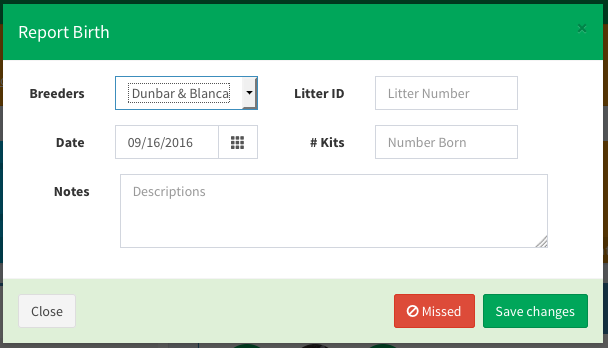 Report Birth
×
Breeders
Dunbar & Blanca
Litter ID
Litter Number
Date
09/16/2016
# Kits
Number Born
Notes
Descriptions
Close
Missed
Save changes